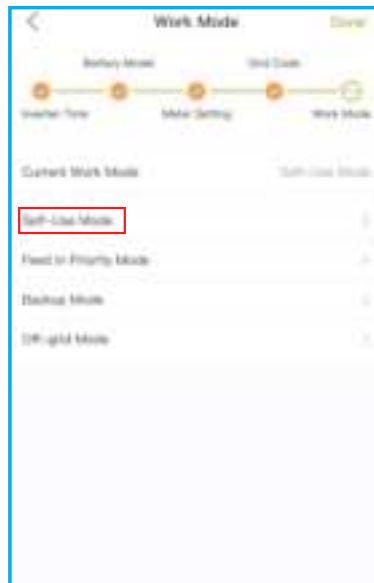 Work Mode Done
Battery Model Grid Code
Inverter Time Meter Setting Work Mode
Current Work Mode Self-Use Mode
Self-Use Mode
Feed in Priority Mode
Backup Mode
Off-grid Mode